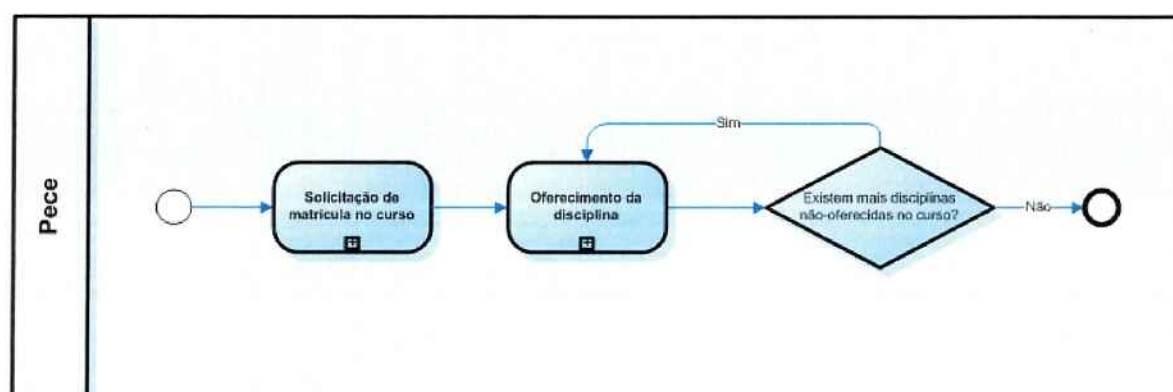 Pece
Sim
Solicitação de
matrícula no curso
Oferecimento da
disciplina
Existem mais disciplinas
não-oferecidas no curso?
Não